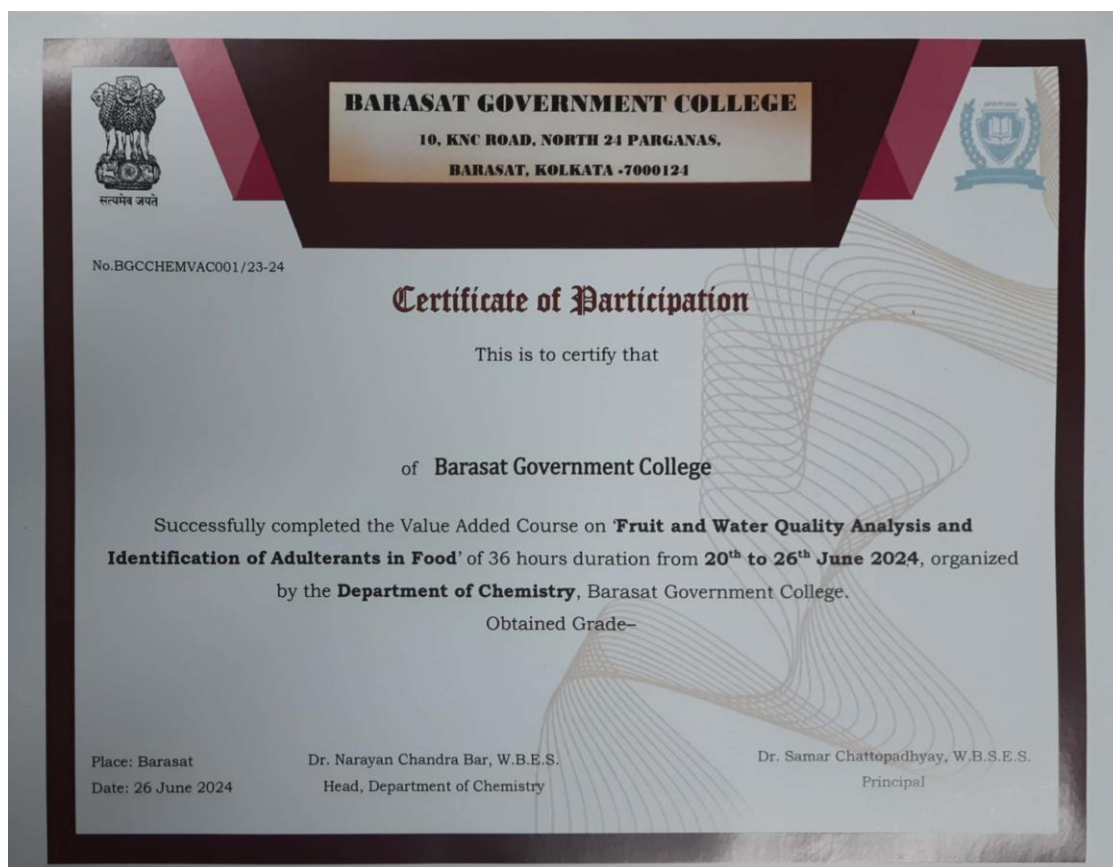 BARASAT GOVERNMENT COLLEGE
10, KNC ROAD, NORTH 24 PARGANAS,
BARASAT, KOLKATA -7000124
सत्यमेव जयते
No.BGCCHEMVAC001/23-24
Certificate of Participation
This is to certify that
of Barasat Government College
Successfully completed the Value Added Course on 'Fruit and Water Quality Analysis and
Identification of Adulterants in Food' of 36 hours duration from 20th to 26th June 2024, organized
by the Department of Chemistry, Barasat Government College.
Obtained Grade–
Place: Barasat
Date: 26 June 2024
Dr. Narayan Chandra Bar, W.B.E.S.
Head, Department of Chemistry
Dr. Samar Chattopadhyay, W.B.S.E.S.
Principal